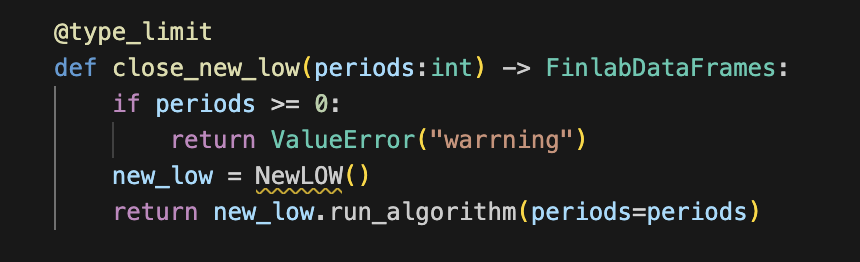 @type_limit
def close_new_low(periods:int) -> FinlabDataFrames:
    if periods >= 0:
        return ValueError("warrning")
    new_low = NewLOW()
    return new_low.run_algorithm(periods=periods)